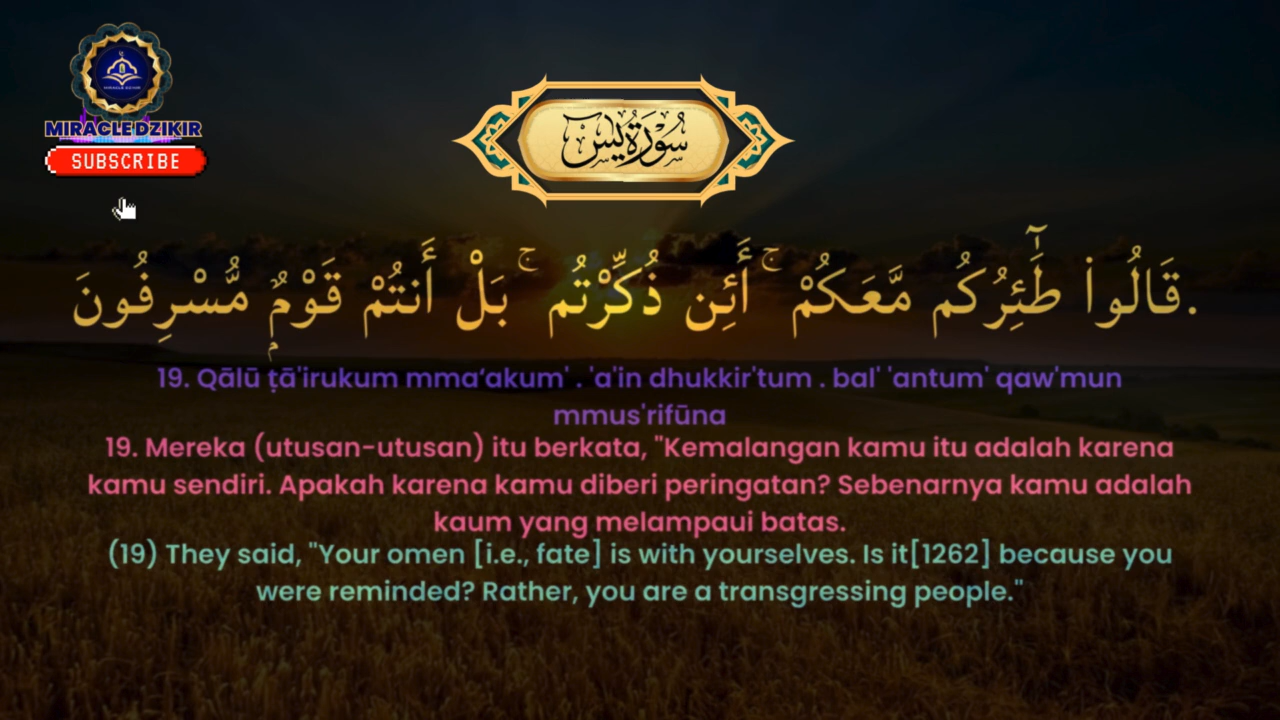 MIRACLE DZIKIR
MIRACLEDZIKIR
SUBSCRIBE
سُوْرَةُ يٰسٓ
قَالُوا۟ طَٰٓئِرُكُم مَّعَكُمْ ۚ أَئِن ذُكِّرْتُم ۚ بَلْ أَنتُمْ قَوْمٌۭ مُّسْرِفُونَ.
19. Qālū ṭā'irukum mma‘akum' . 'a'in dhukkir'tum . bal' 'antum' qaw'mun
mmus'rifūna
19. Mereka (utusan-utusan) itu berkata, "Kemalangan kamu itu adalah karena
kamu sendiri. Apakah karena kamu diberi peringatan? Sebenarnya kamu adalah
kaum yang melampaui batas.
(19) They said, "Your omen [i.e., fate] is with yourselves. Is it[1262] because you
were reminded? Rather, you are a transgressing people."